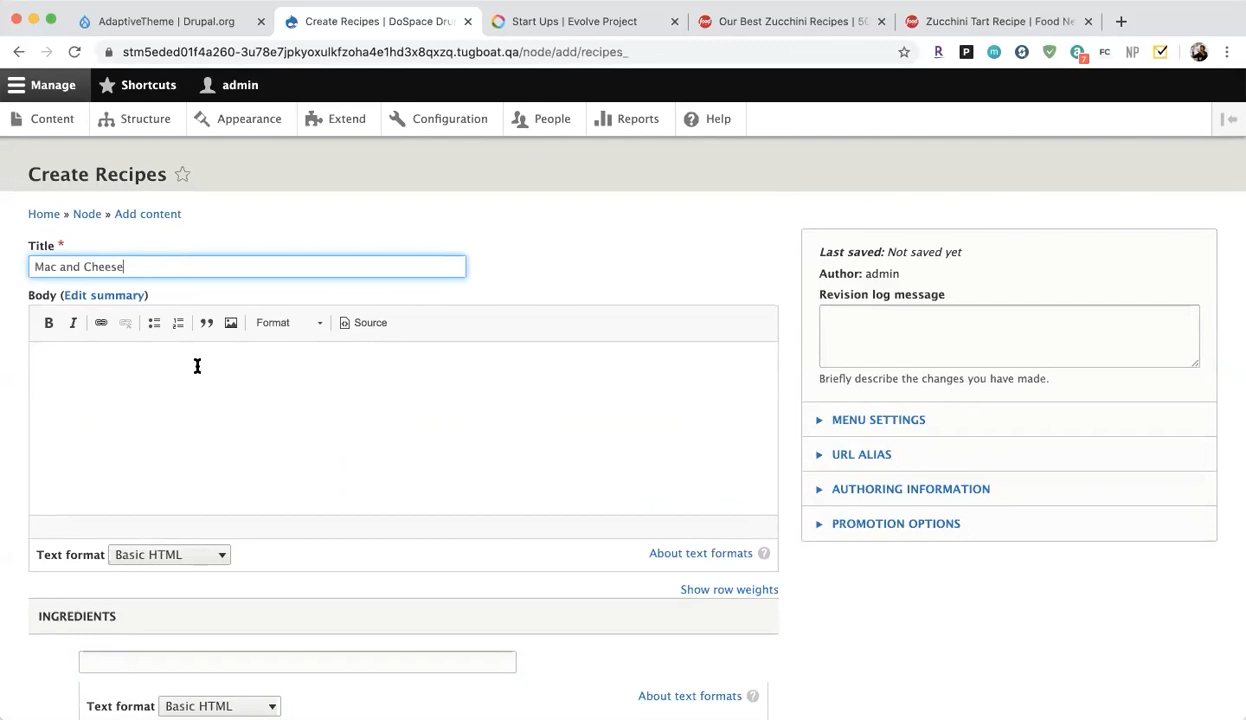 AdaptiveTheme | Drupal.org
Create Recipes | DoSpace Dru
Start Ups | Evolve Project
Our Best Zucchini Recipes | 50
Zucchini Tart Recipe | Food Ne
stm5eded01f4a260-3u78e7jpkyoxulkfzoha4e1hd3x8qxzq.tugboat.qa/node/add/recipes_
R
P
m
S
a
7
FC
NP
Manage
Shortcuts
admin
Content
Structure
Appearance
Extend
Configuration
People
Reports
Help
Create Recipes
Home » Node » Add content
Title *
Mac and Cheese
Body (Edit summary)
B
I
Format
Source
Text format
Basic HTML
About text formats ?
Show row weights
INGREDIENTS
Text format
Basic HTML
About text formats ?
Last saved: Not saved yet
Author: admin
Revision log message
Briefly describe the changes you have made.
MENU SETTINGS
URL ALIAS
AUTHORING INFORMATION
PROMOTION OPTIONS